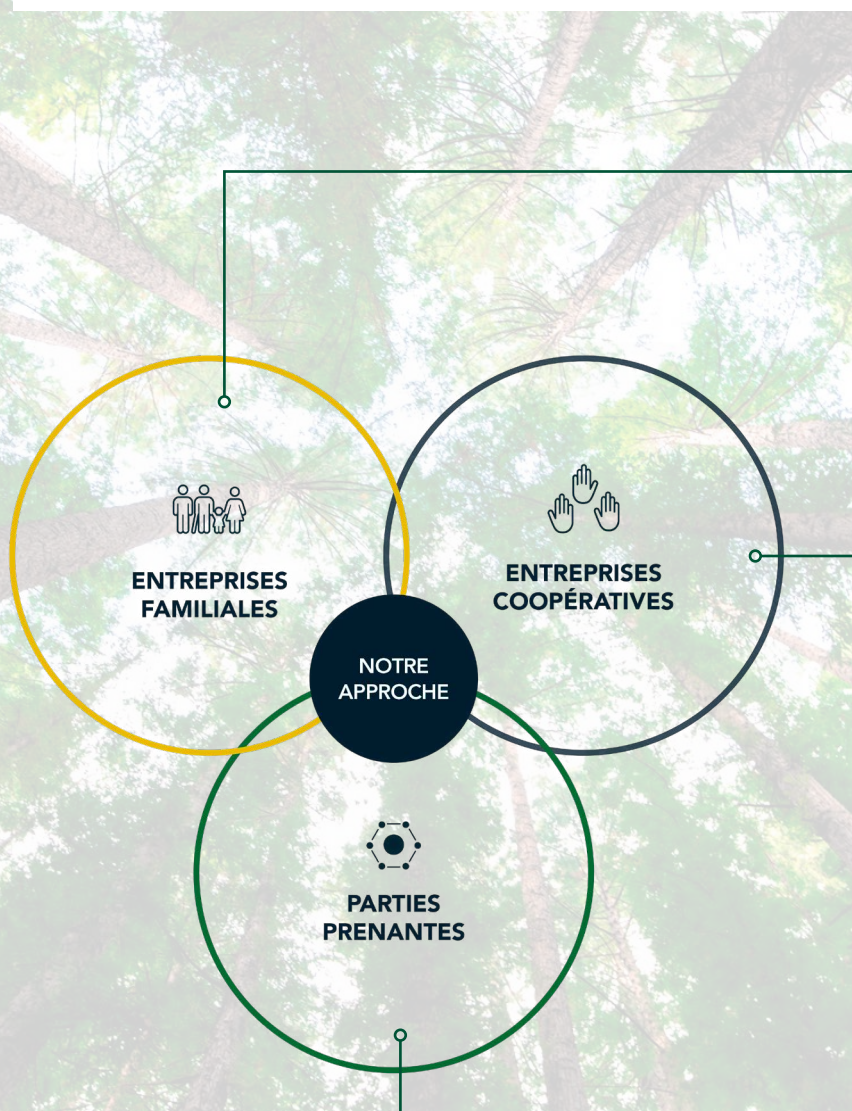 ENTREPRISES
FAMILIALES
ENTREPRISES
COOPÉRATIVES
NOTRE
APPROCHE
PARTIES
PRENANTES